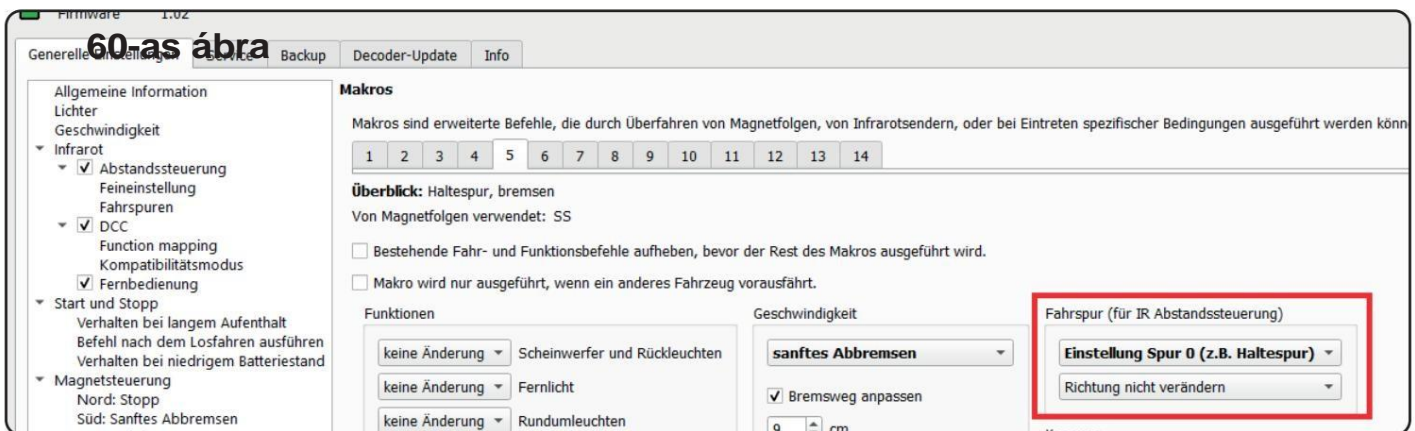 Firmware 1.02
60-as ábra
Generelle Einstellungen Service Backup Decoder-Update Info
Allgemeine Information
Lichter
Geschwindigkeit
Infrarot
Abstandssteuerung
Feineinstellung
Fahrspuren
DCC
Function mapping
Kompatibilitätsmodus
Fernbedienung
Start und Stopp
Verhalten bei langem Aufenthalt
Befehl nach dem Losfahren ausführen
Verhalten bei niedrigem Batteriestand
Magnetsteuerung
Nord: Stopp
Süd: Sanftes Abbremsen
Makros
Makros sind erweiterte Befehle, die durch Überfahren von Magnetfolgen, von Infrarotsendern, oder bei Eintreten spezifischer Bedingungen ausgeführt werden könn
1 2 3 4 5 6 7 8 9 10 11 12 13 14
Überblick: Haltespur, bremsen
Von Magnetfolgen verwendet: SS
Bestehende Fahr- und Funktionsbefehle aufheben, bevor der Rest des Makros ausgeführt wird.
Makro wird nur ausgeführt, wenn ein anderes Fahrzeug vorausfährt.
Funktionen
keine Änderung Scheinwerfer und Rückleuchten
keine Änderung Fernlicht
keine Änderung Rundumleuchten
Geschwindigkeit
sanftes Abbremsen
Bremsweg anpassen
9 cm
Fahrspur (für IR Abstandssteuerung)
Einstellung Spur 0 (z.B. Haltespur)
Richtung nicht verändern